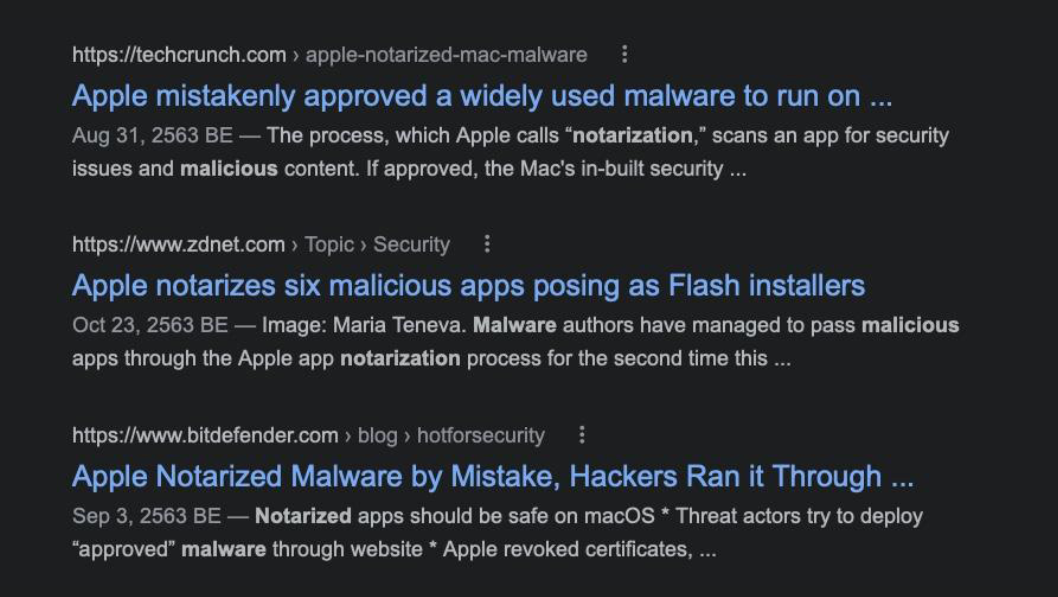 https://techcrunch.com › apple-notarized-mac-malware
Apple mistakenly approved a widely used malware to run on ...
Aug 31, 2563 BE — The process, which Apple calls “notarization,” scans an app for security
issues and malicious content. If approved, the Mac's in-built security ...
https://www.zdnet.com › Topic › Security
Apple notarizes six malicious apps posing as Flash installers
Oct 23, 2563 BE — Image: Maria Teneva. Malware authors have managed to pass malicious
apps through the Apple app notarization process for the second time this ...
https://www.bitdefender.com › blog › hotforsecurity
Apple Notarized Malware by Mistake, Hackers Ran it Through ...
Sep 3, 2563 BE — Notarized apps should be safe on macOS * Threat actors try to deploy
“approved” malware through website * Apple revoked certificates, ...